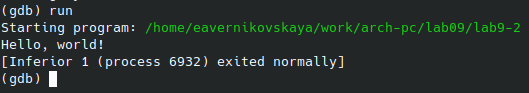 (gdb) run
Starting program: /home/eavernikovskaya/work/arch-pc/lab09/lab9-2
Hello, world!
[Inferior 1 (process 6932) exited normally]
(gdb)